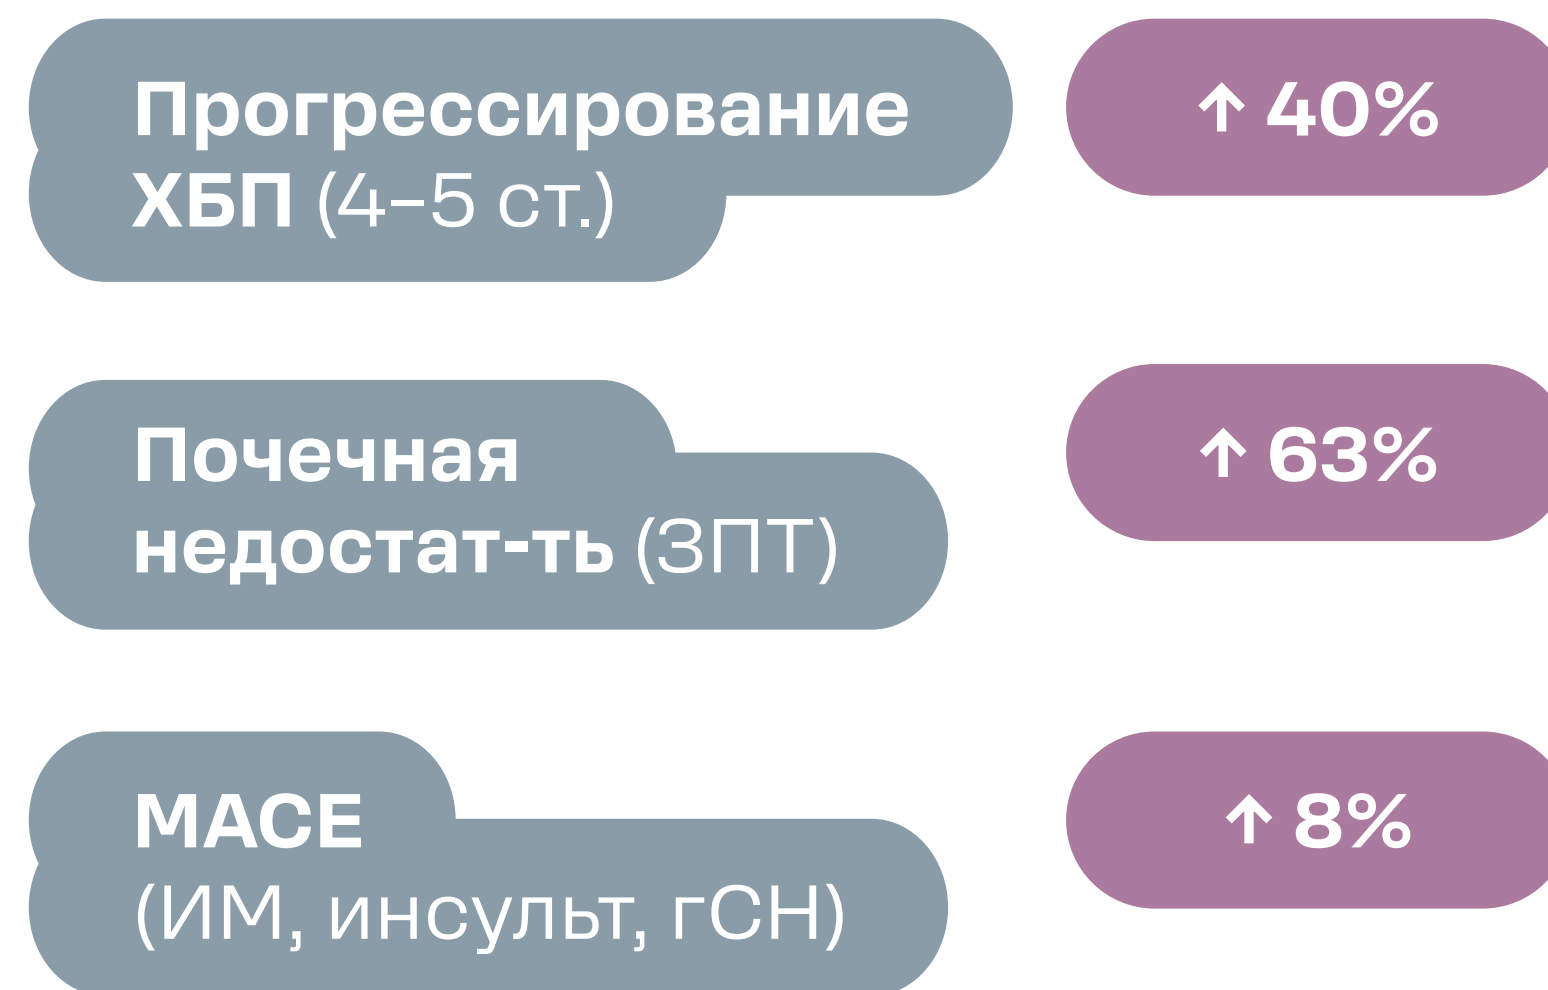 Прогрессирование
ХБП (4–5 ст.)
↑ 40%
Почечная
недостат-ть (ЗПТ)
↑ 63%
MACE
(ИМ, инсульт, гСН)
↑ 8%